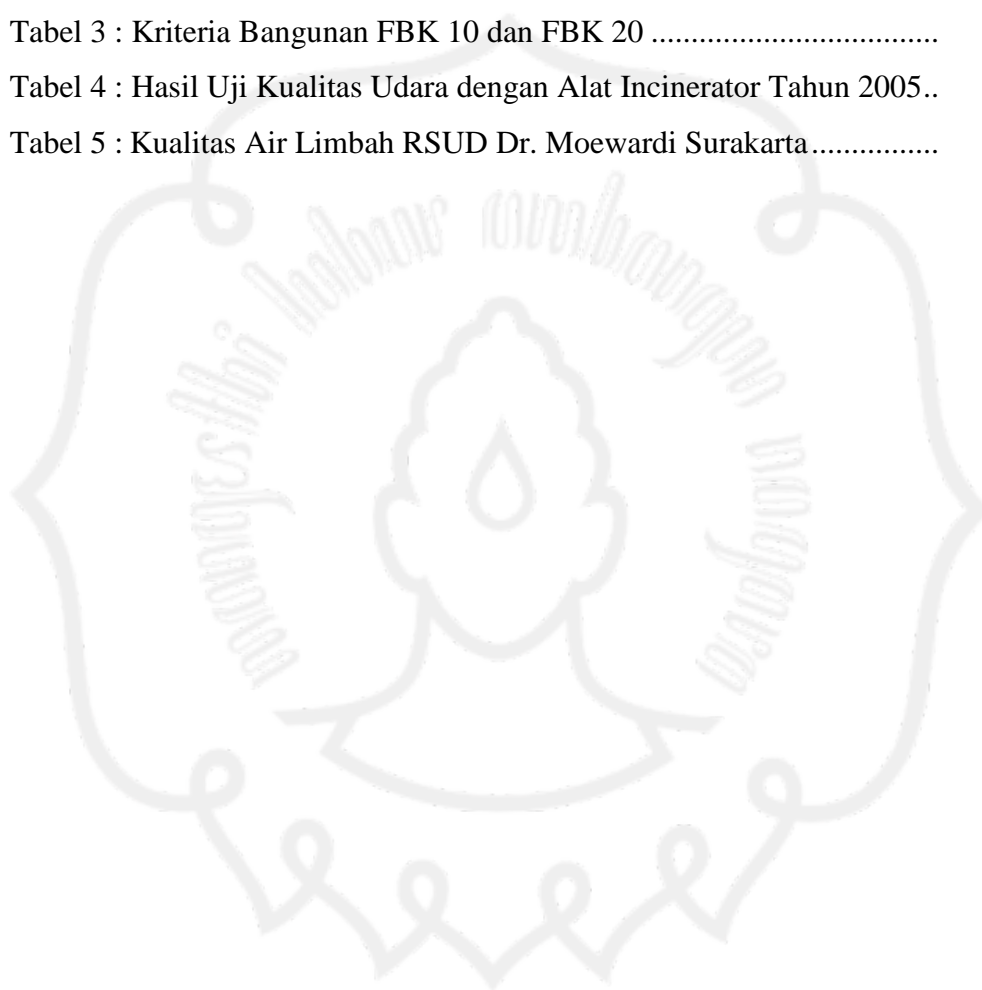 Tabel 3 : Kriteria Bangunan FBK 10 dan FBK 20 ....................................
Tabel 4 : Hasil Uji Kualitas Udara dengan Alat Incinerator Tahun 2005..
Tabel 5 : Kualitas Air Limbah RSUD Dr. Moewardi Surakarta................